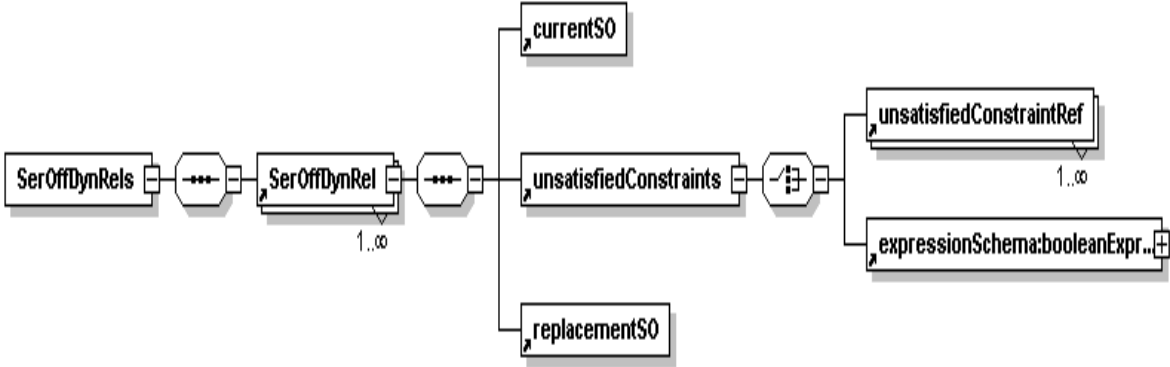 currentSO
unsatisfiedConstraintRef
1..∞
SerOffDynRels
SerOffDynRel
1..∞
unsatisfiedConstraints
expressionSchema:booleanExpr...
replacementSO